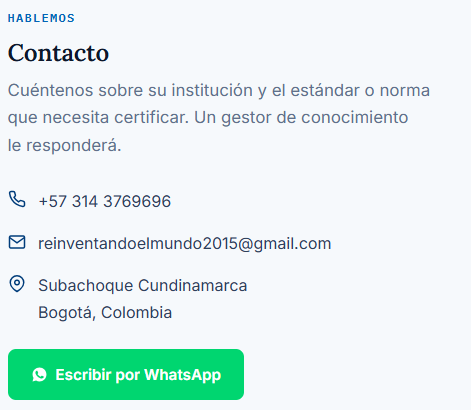 HABLEMOS
Contacto
Cuéntenos sobre su institución y el estándar o norma
que necesita certificar. Un gestor de conocimiento
le responderá.
+57 314 3769696
reinventandoelmundo2015@gmail.com
Subachoque Cundinamarca
Bogotá, Colombia
Escribir por WhatsApp